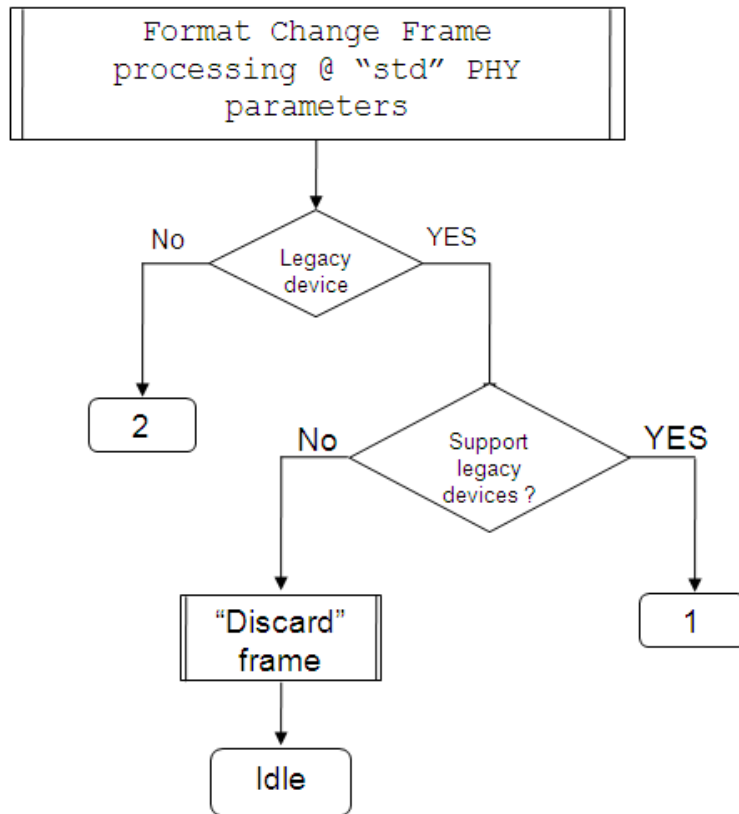 Format Change Frame
processing @ “std” PHY
parameters
No
YES
Legacy
device
2
No
Support
legacy
devices ?
YES
“Discard”
frame
1
Idle